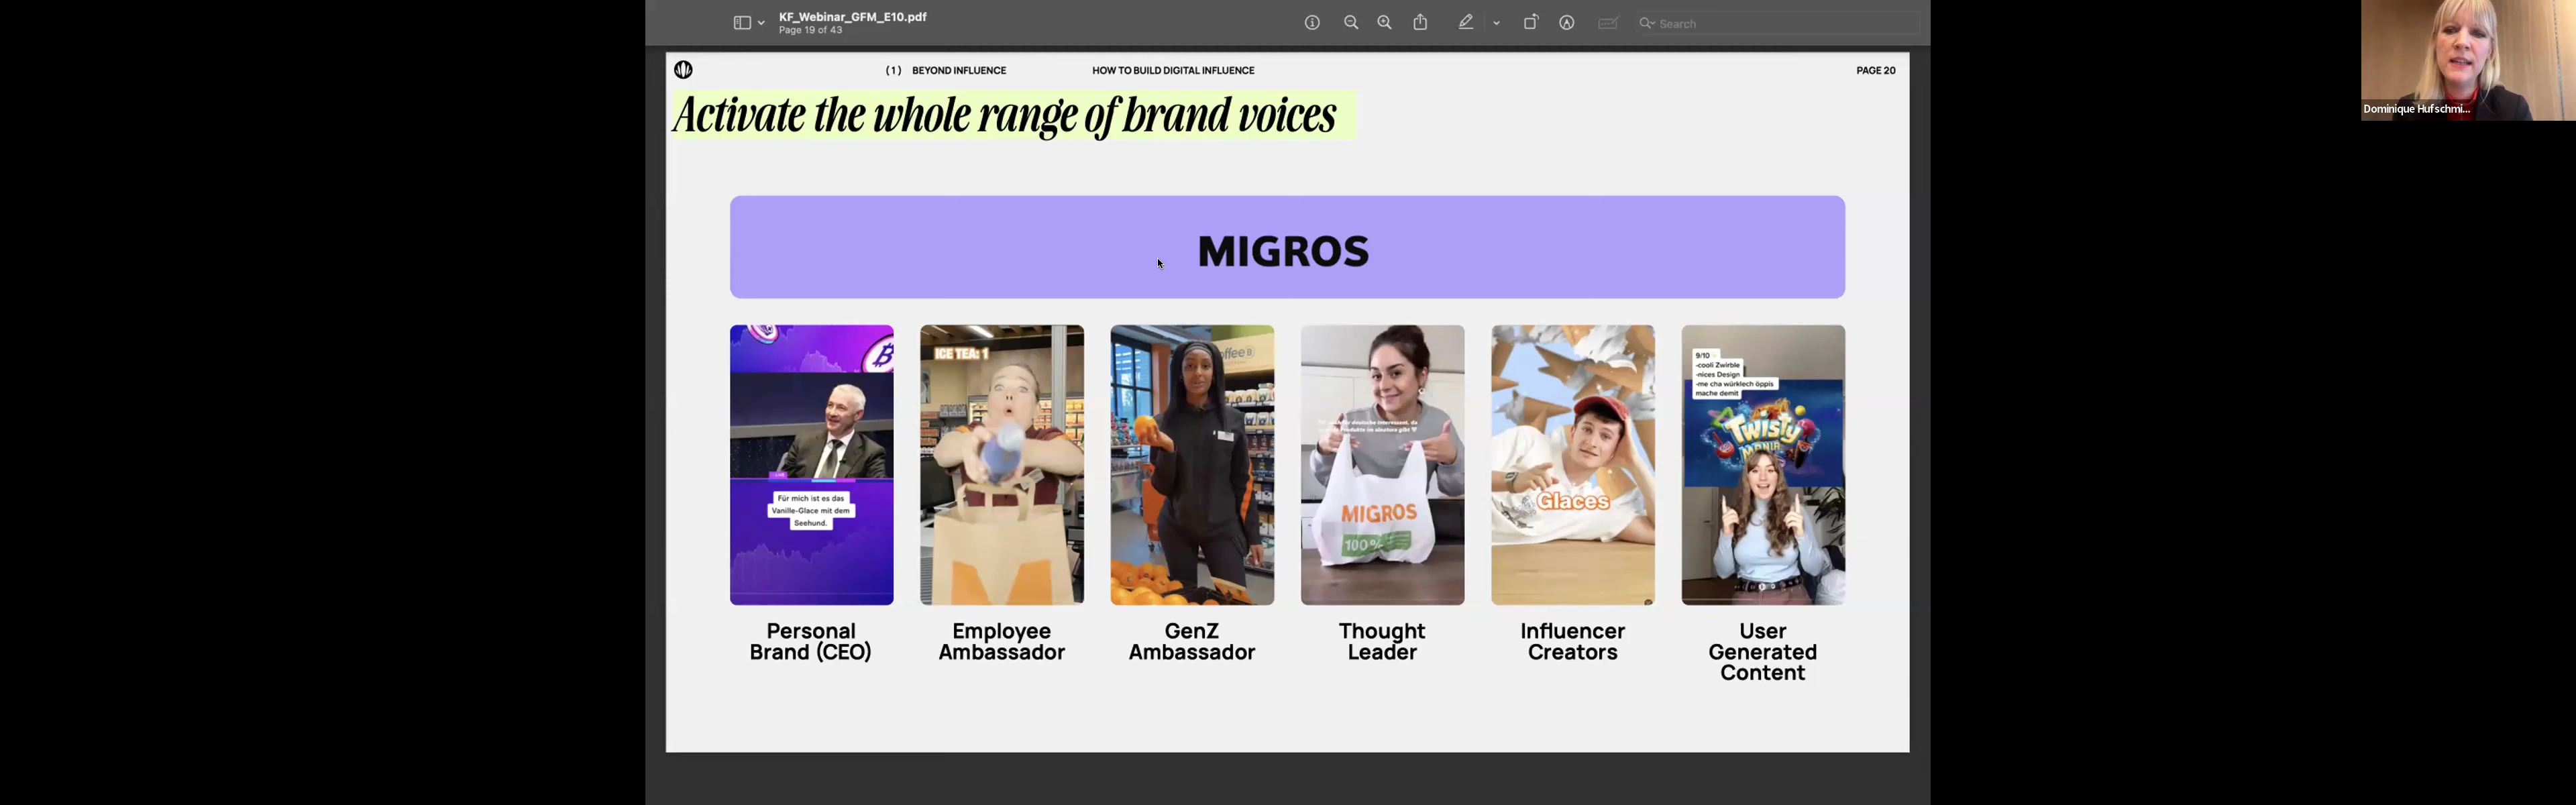 KF_Webinar_GFM_E10.pdf
Page 19 of 43
Search
(1) BEYOND INFLUENCE
HOW TO BUILD DIGITAL INFLUENCE
PAGE 20
Activate the whole range of brand voices
MIGROS
Für mich ist es das
Vanille-Glace mit dem
Seehund.
ICE TEA: 1
MIGROS
100%
Glaces
9/10
-cooli Zwirble
-nices Design
-me cha würklech öppis
mache demit
TWISTY
MANIA
Personal
Brand (CEO)
Employee
Ambassador
GenZ
Ambassador
Thought
Leader
Influencer
Creators
User
Generated
Content
Dominique Hufschmi...